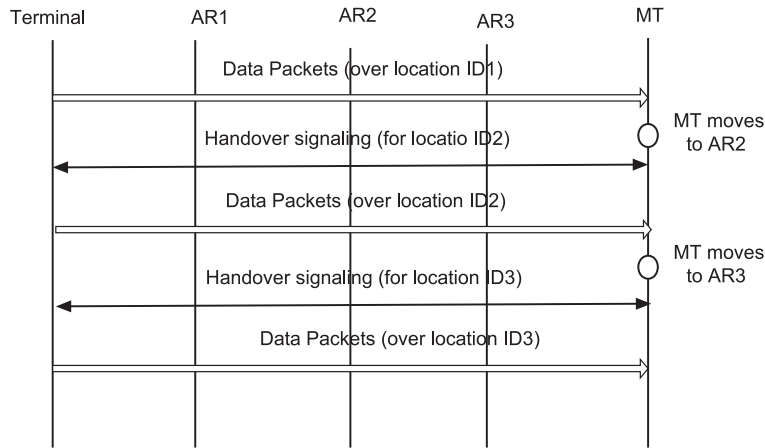 Terminal
AR1
AR2
AR3
MT
Data Packets (over location ID1)
MT moves
to AR2
Handover signaling (for locatio ID2)
Data Packets (over location ID2)
MT moves
to AR3
Handover signaling (for location ID3)
Data Packets (over location ID3)